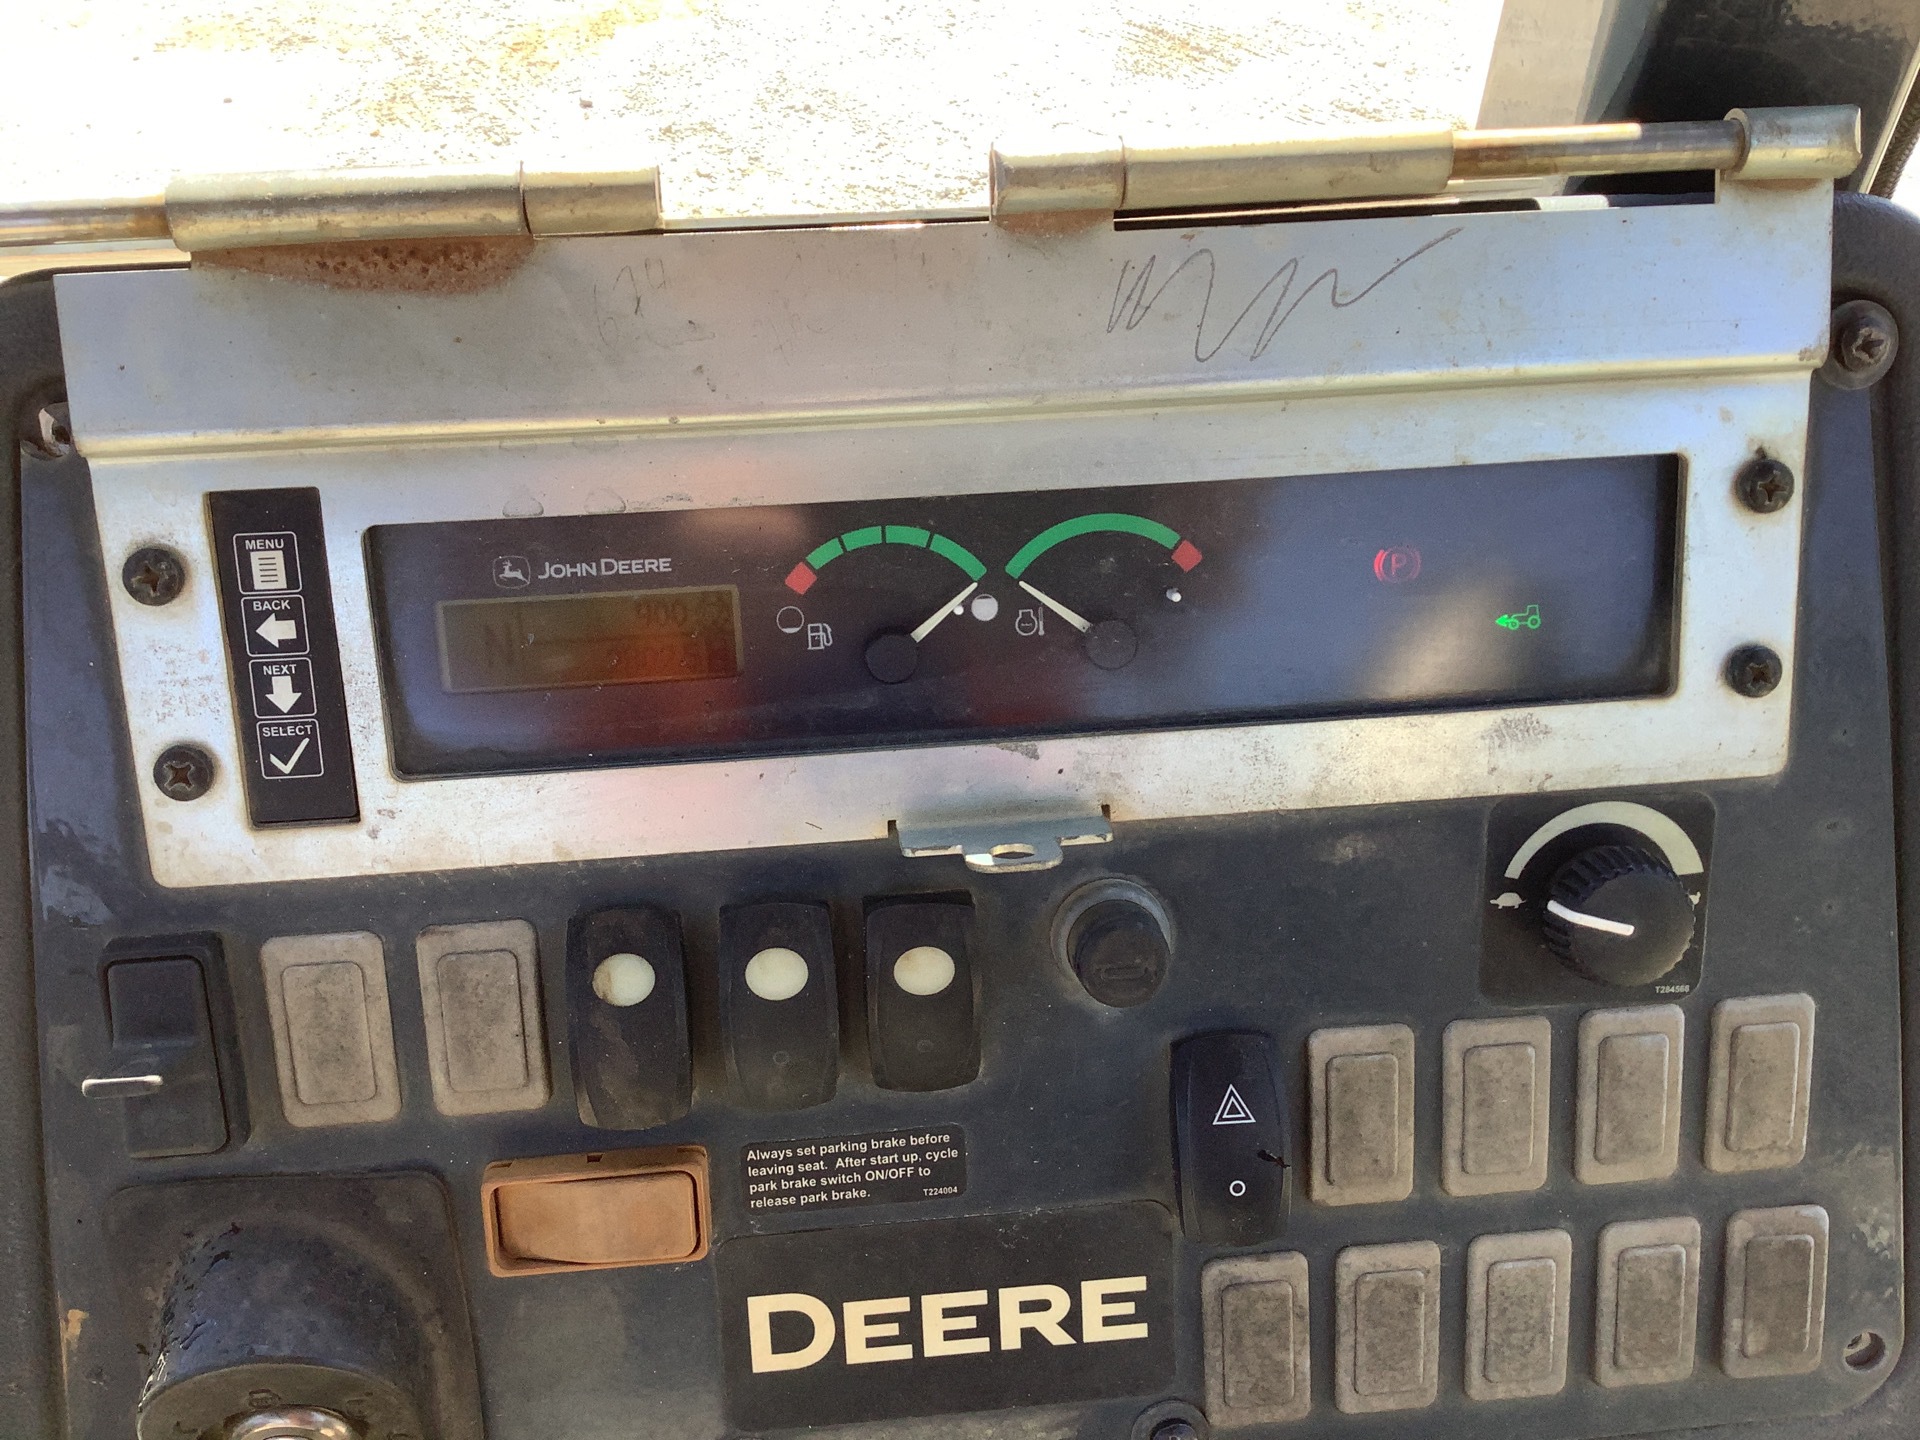 MENU
BACK
NEXT
SELECT
JOHN DEERE
N
P
T284568
Always set parking brake before
leaving seat. After start up, cycle
park brake switch ON/OFF to
release park brake.
T224004
DEERE